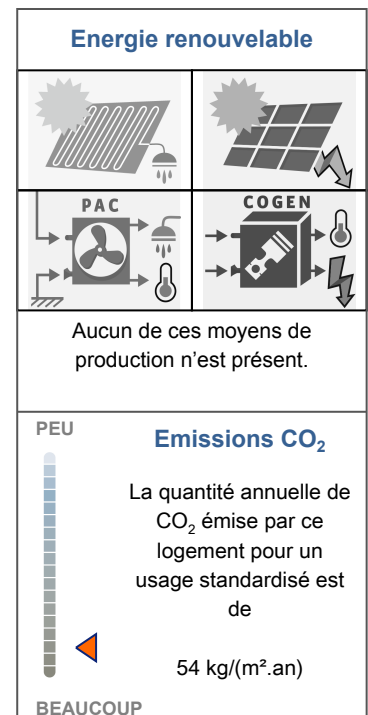 Energie renouvelable
PAC
COGEN
Aucun de ces moyens de
production n'est présent.
PEU
Emissions CO₂
La quantité annuelle de
CO₂ émise par ce
logement pour un
usage standardisé est
de
54 kg/(m².an)
BEAUCOUP